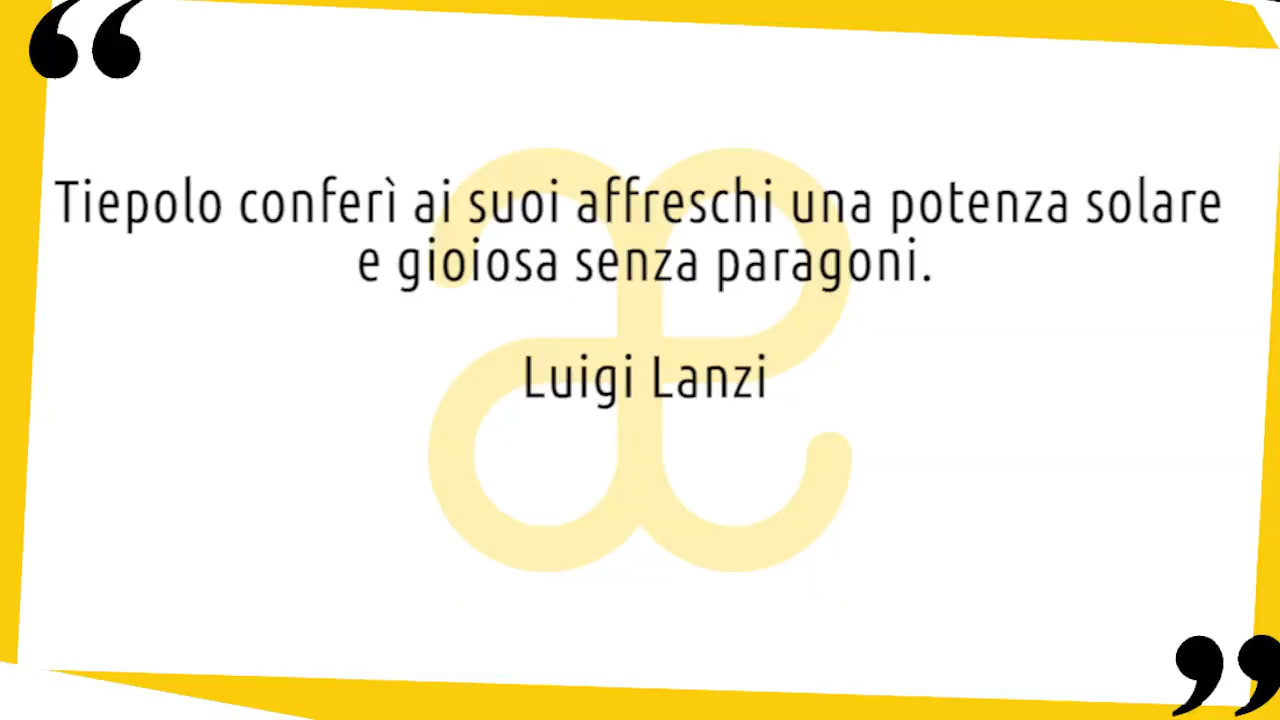 “
Tiepolo conferì ai suoi affreschi una potenza solare
e gioiosa senza paragoni.
Luigi Lanzi
”